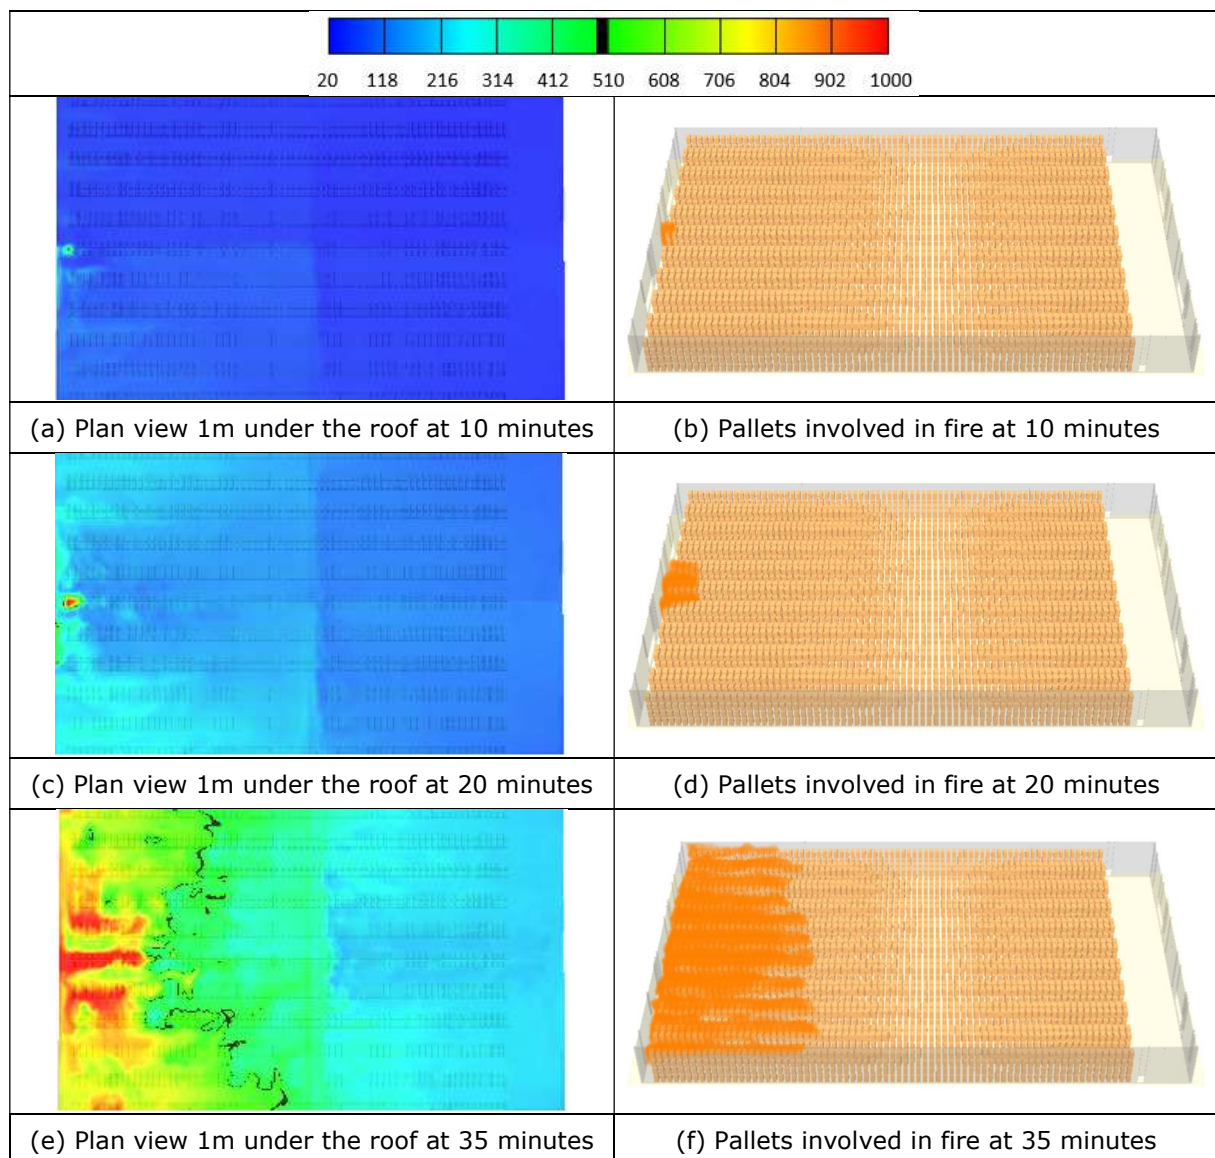 20 118 216 314 412 510 608 706 804 902 1000
(a) Plan view 1m under the roof at 10 minutes
(b) Pallets involved in fire at 10 minutes
(c) Plan view 1m under the roof at 20 minutes
(d) Pallets involved in fire at 20 minutes
(e) Plan view 1m under the roof at 35 minutes
(f) Pallets involved in fire at 35 minutes